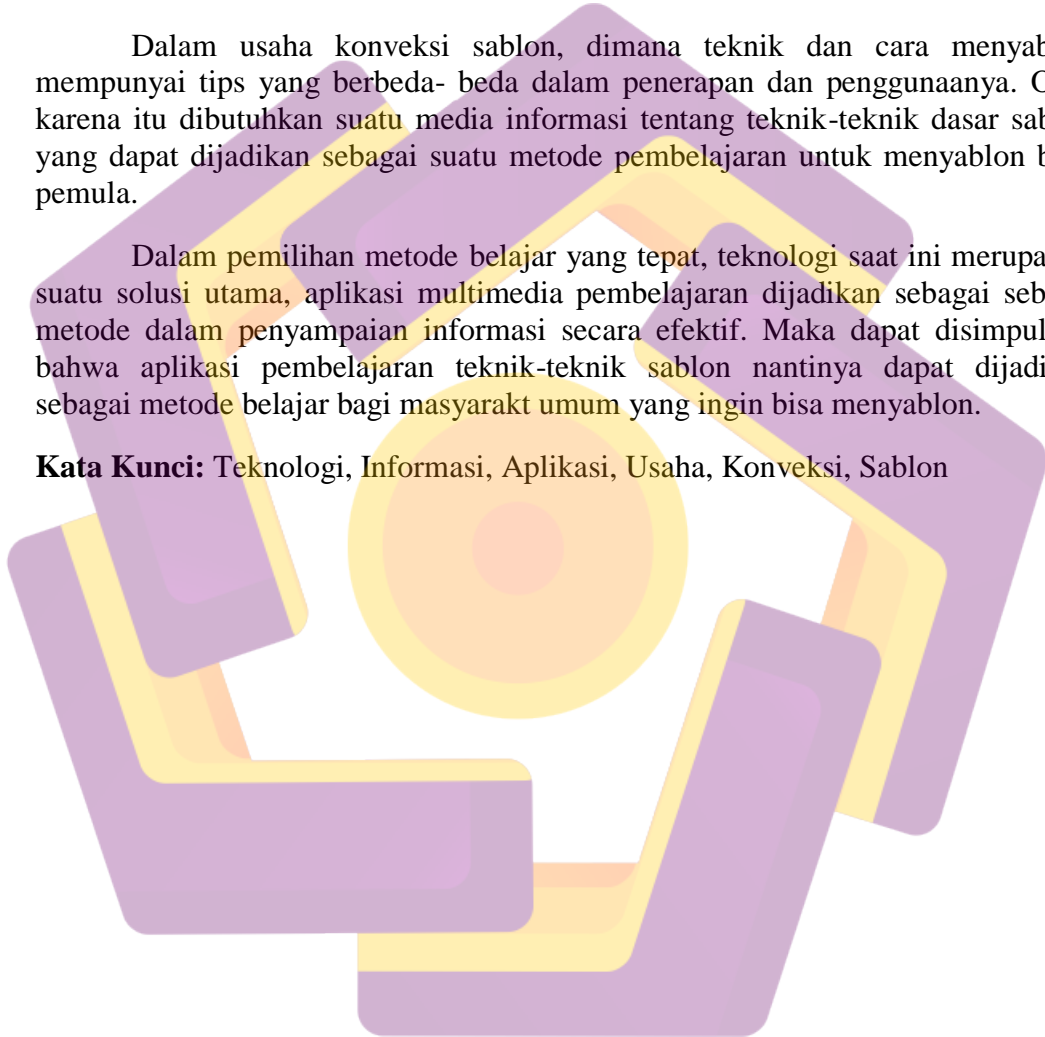 Dalam usaha konveksi sablon, dimana teknik dan cara menyab
mempunyai tips yang berbeda- beda dalam penerapan dan penggunaanya. O
karena itu dibutuhkan suatu media informasi tentang teknik-teknik dasar sab
yang dapat dijadikan sebagai suatu metode pembelajaran untuk menyablon b
pemula.
Dalam pemilihan metode belajar yang tepat, teknologi saat ini merupa
suatu solusi utama, aplikasi multimedia pembelajaran dijadikan sebagai seb
metode dalam penyampaian informasi secara efektif. Maka dapat disimpul
bahwa aplikasi pembelajaran teknik-teknik sablon nantinya dapat dijadi
sebagai metode belajar bagi masyarakt umum yang ingin bisa menyablon.
Kata Kunci: Teknologi, Informasi, Aplikasi, Usaha, Konveksi, Sablon